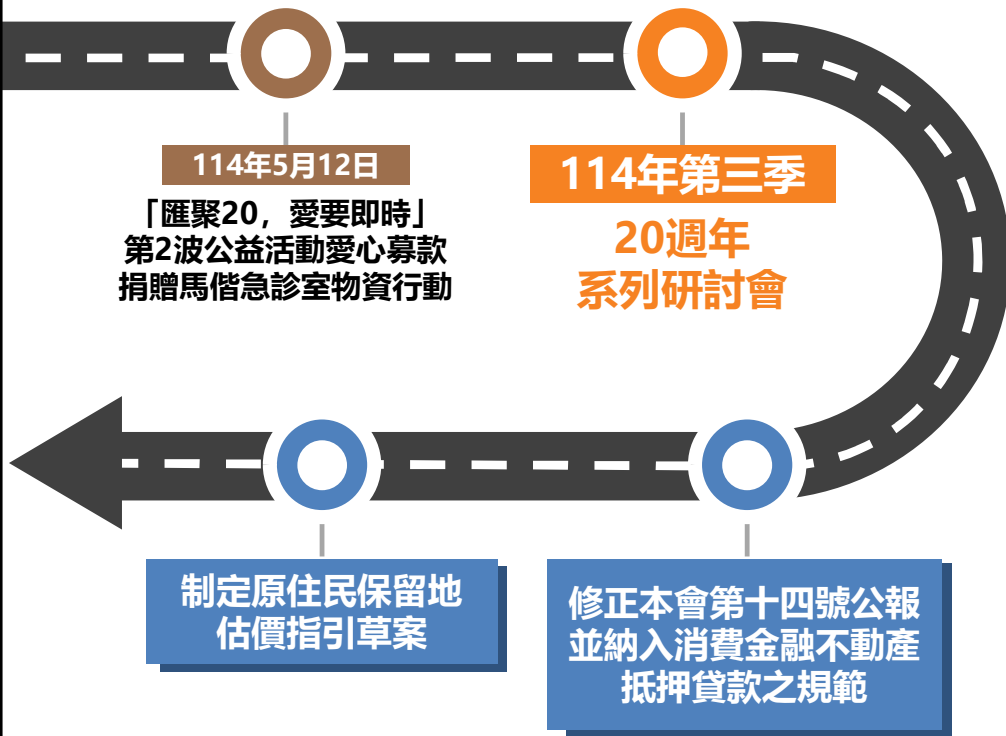 114年5月12日
「匯聚20，愛要即時」
第2波公益活動愛心募款
捐贈馬偕急診室物資行動
114年第三季
20週年
系列研討會
修正本會第十四號公報
並納入消費金融不動產
抵押貸款之規範
制定原住民保留地
估價指引草案